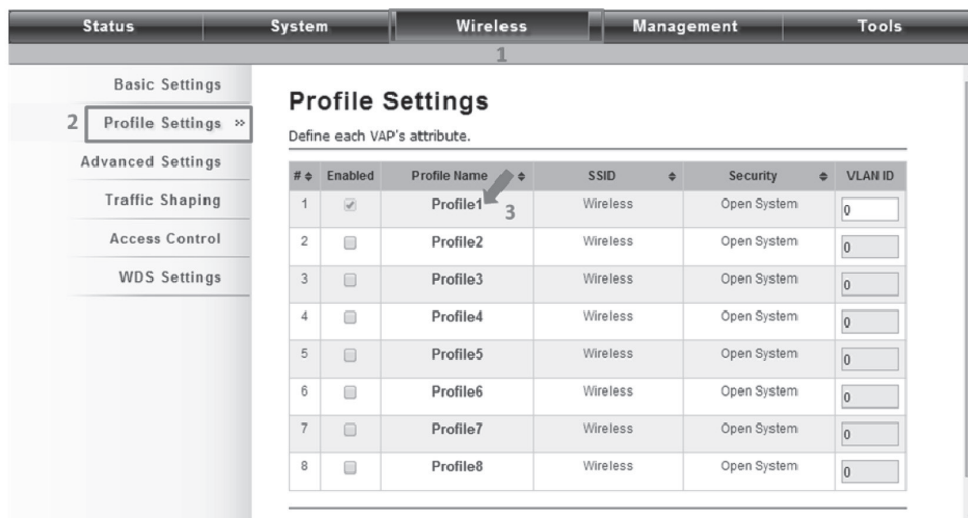 Status System Wireless Management Tools
1
Basic Settings
2 Profile Settings »
Advanced Settings
Traffic Shaping
Access Control
WDS Settings
Profile Settings
Define each VAP's attribute.
# Enabled Profile Name SSID Security VLAN ID
1 Profile1 Wireless Open System 0
3
2 Profile2 Wireless Open System 0
3 Profile3 Wireless Open System 0
4 Profile4 Wireless Open System 0
5 Profile5 Wireless Open System 0
6 Profile6 Wireless Open System 0
7 Profile7 Wireless Open System 0
8 Profile8 Wireless Open System 0